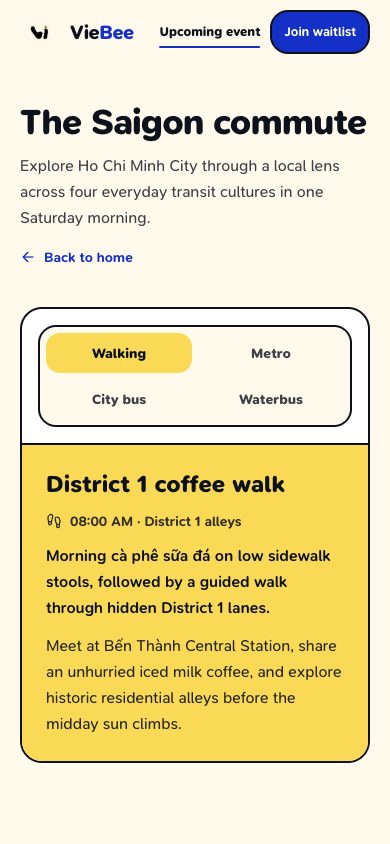 VieBee
Upcoming event
Join waitlist
The Saigon commute
Explore Ho Chi Minh City through a local lens
across four everyday transit cultures in one
Saturday morning.
Back to home
Walking
Metro
City bus
Waterbus
District 1 coffee walk
08:00 AM · District 1 alleys
Morning cà phê sữa đá on low sidewalk
stools, followed by a guided walk
through hidden District 1 lanes.
Meet at Bến Thành Central Station, share
an unhurried iced milk coffee, and explore
historic residential alleys before the
midday sun climbs.